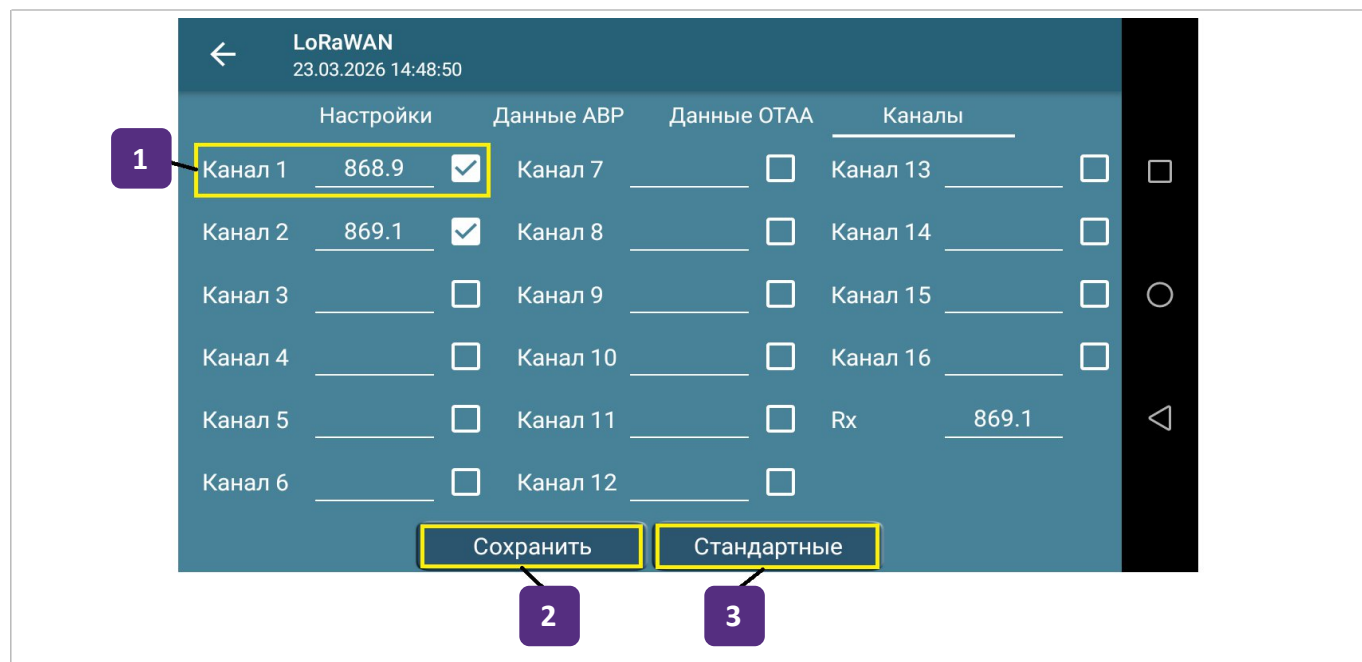 LoRaWAN
23.03.2026 14:48:50
Настройки Данные ABP Данные OTAA Каналы
1
Канал 1 868.9 Канал 7 Канал 13
Канал 2 869.1 Канал 8 Канал 14
Канал 3 Канал 9 Канал 15
Канал 4 Канал 10 Канал 16
Канал 5 Канал 11 Rx 869.1
Канал 6 Канал 12
Сохранить Стандартные
2 3